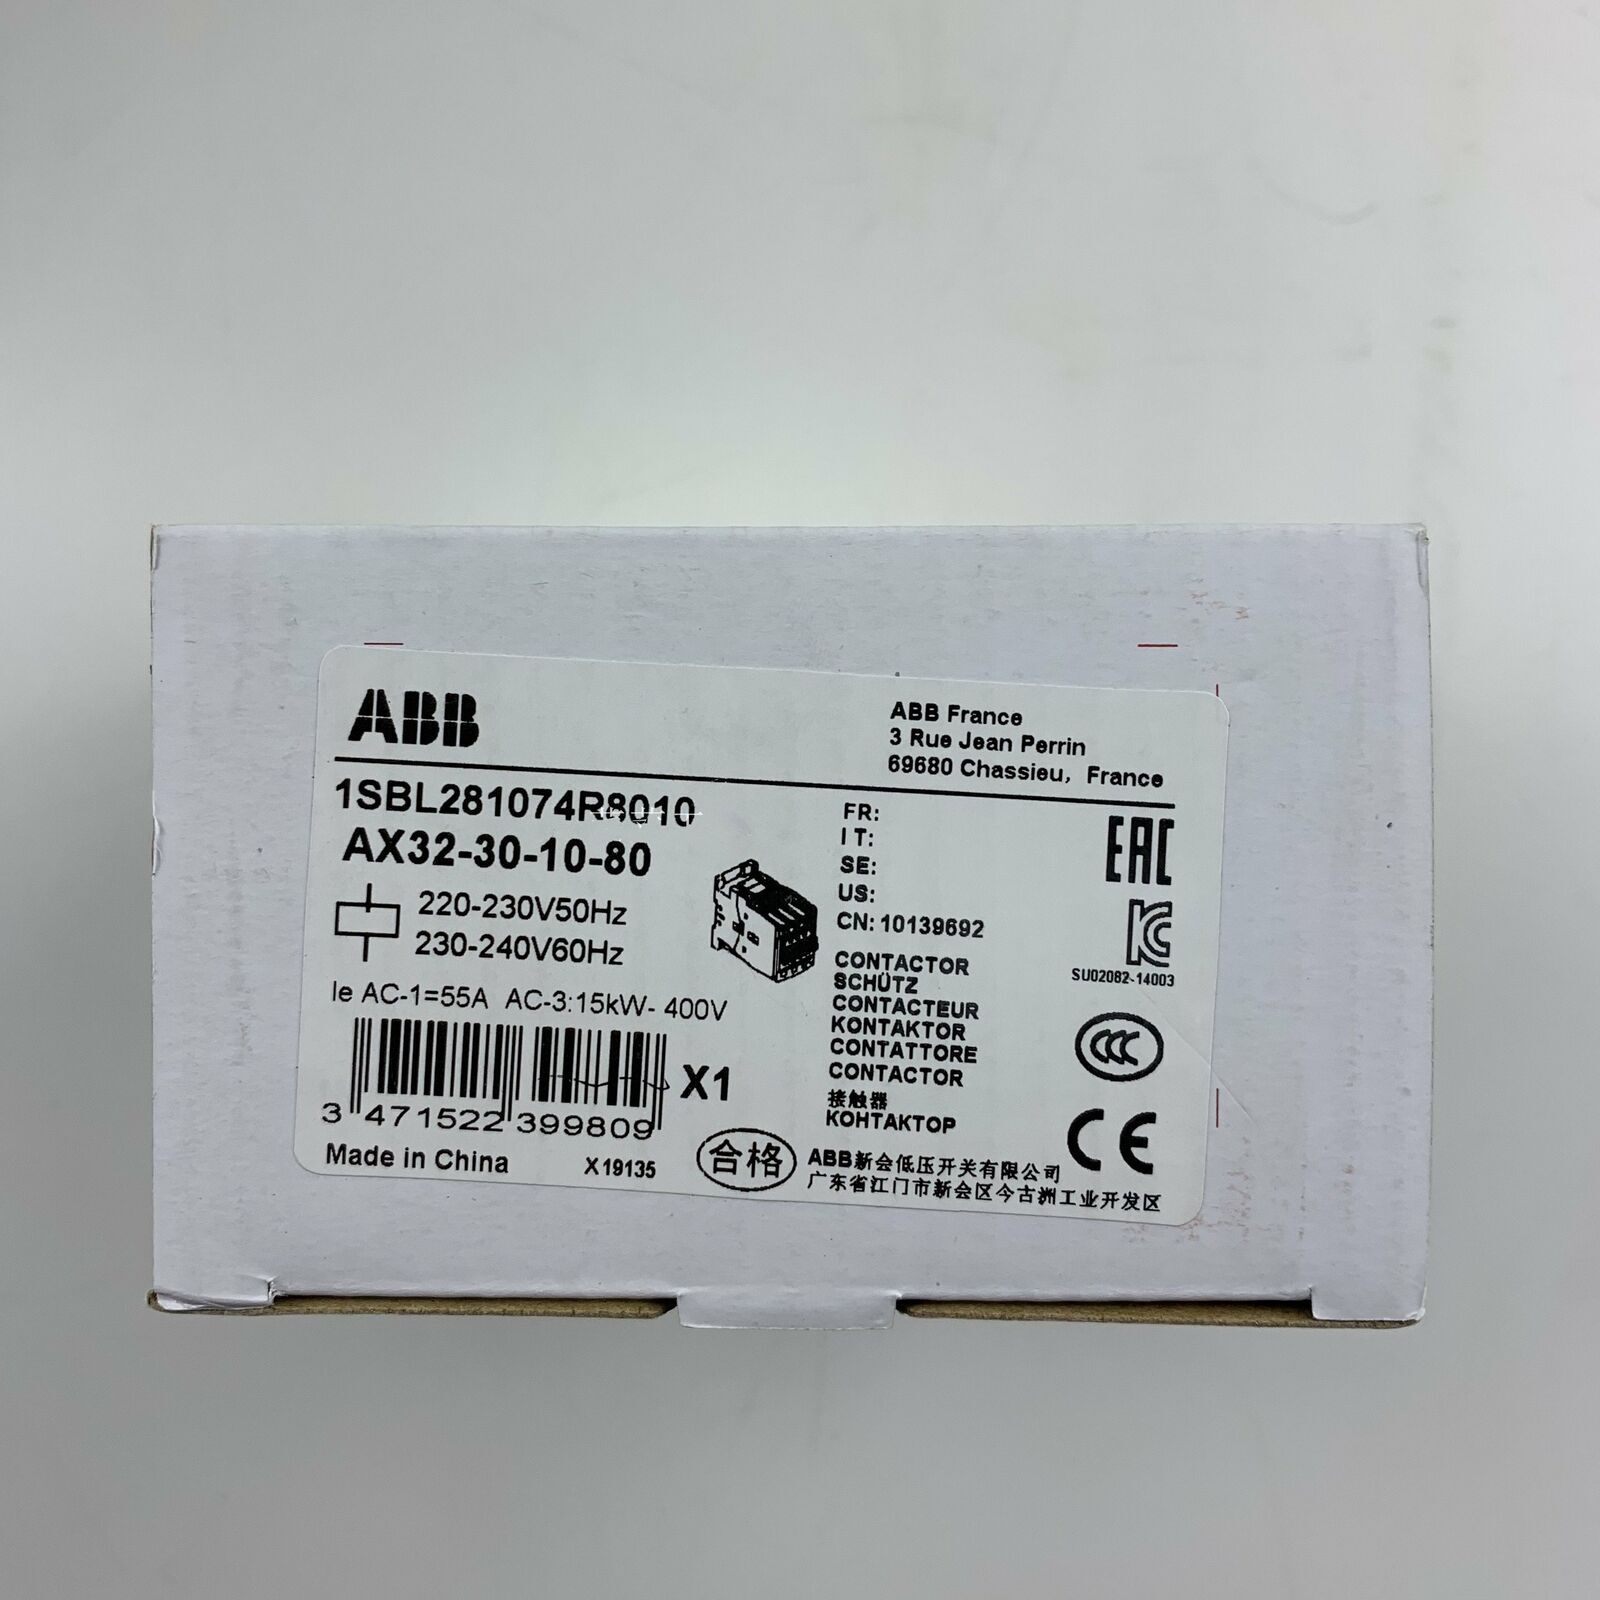 ABB
ABB France
3 Rue Jean Perrin
69680 Chassieu, France
1SBL281074R8010
AX32-30-10-80
220-230V50Hz
230-240V60Hz
Ie AC-1=55A AC-3:15kW- 400V
3 471522 399809
X1
Made in China
X19135
合格
FR:
IT:
SE:
US:
CN: 10139692
CONTACTOR
SCHÜTZ
CONTACTEUR
KONTAKTOR
CONTATTORE
CONTACTOR
接触器
КОНТАКТОР
ABB新会低压开关有限公司
广东省江门市新会区今古洲工业开发区
EAC
KC
SU02082-14003
CCC
CE